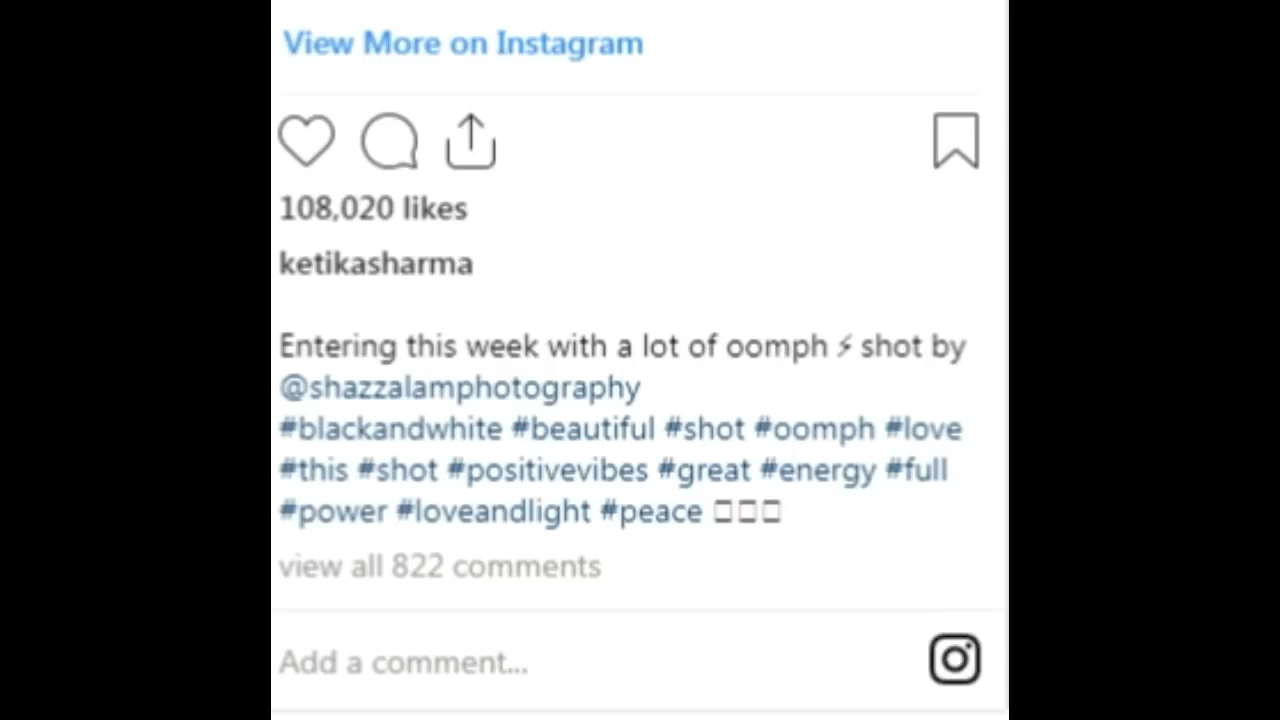 View More on Instagram
108,020 likes
ketikasharma
Entering this week with a lot of oomph ⚡ shot by
@shazzalamphotography
#blackandwhite #beautiful #shot #oomph #love
#this #shot #positivevibes #great #energy #full
#power #loveandlight #peace □□□
view all 822 comments
Add a comment...